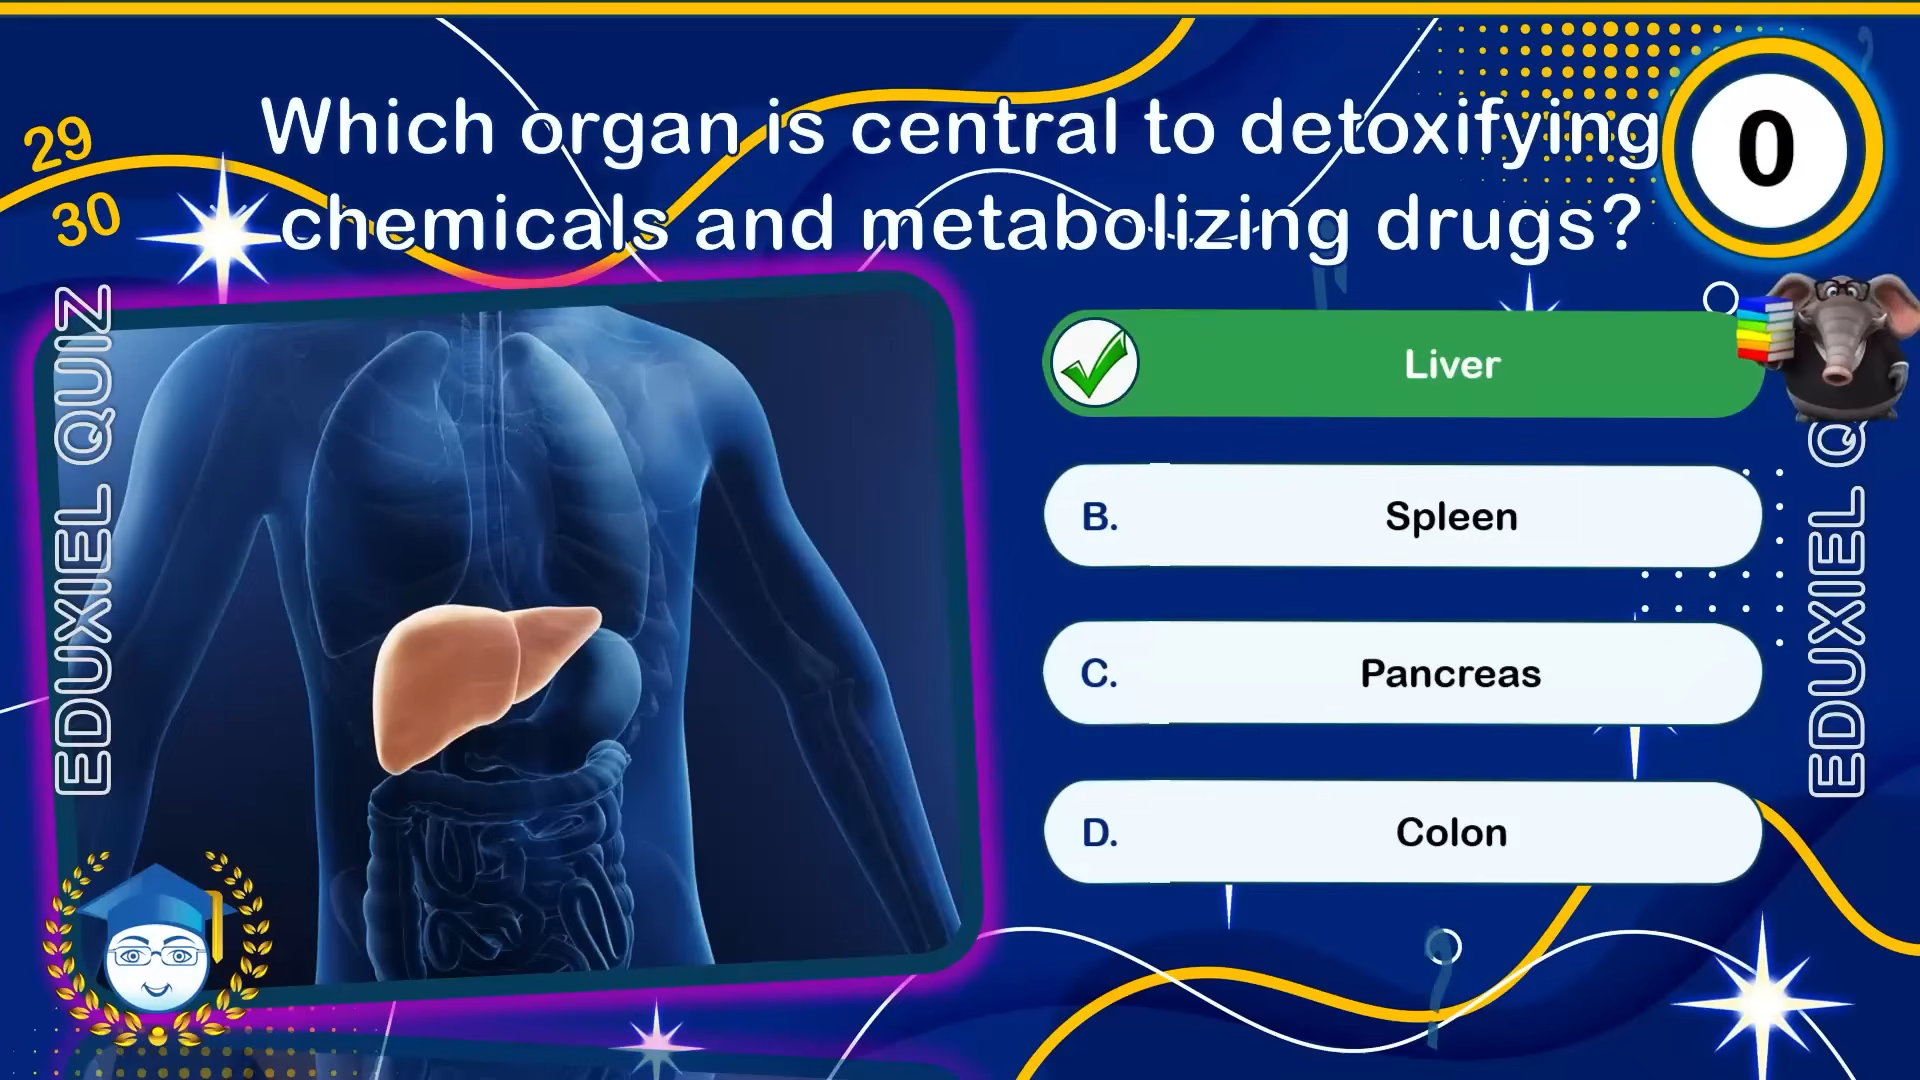 Which organ is central to detoxifying
chemicals and metabolizing drugs?
29
30
0
EDUXIEL QUIZ
Liver
B. Spleen
C. Pancreas
D. Colon
EDUXIEL Q